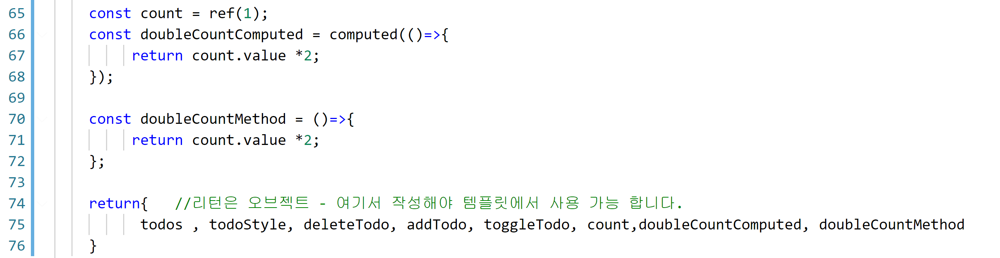 65 const count = ref(1);
66 const doubleCountComputed = computed(()=>{
67 return count.value *2;
68 });
69
70 const doubleCountMethod = ()=>{
71 return count.value *2;
72 };
73
74 return{ //리턴은 오브젝트 - 여기서 작성해야 템플릿에서 사용 가능 합니다.
75 todos , todoStyle, deleteTodo, addTodo, toggleTodo, count,doubleCountComputed, doubleCountMethod
76 }